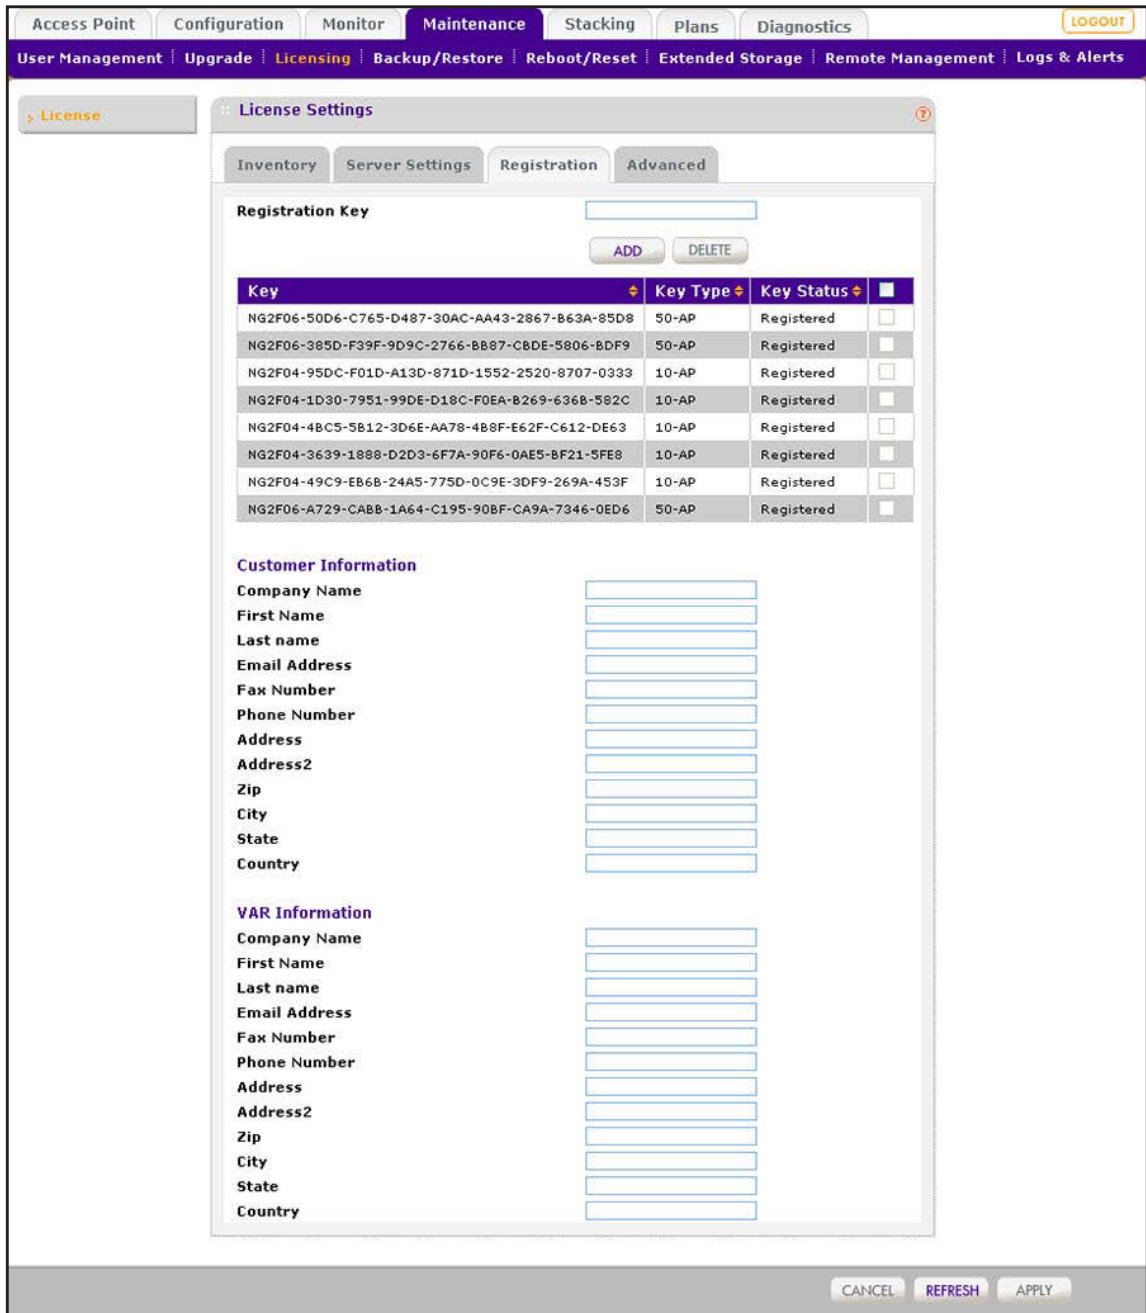 Access Point Configuration Monitor Maintenance Stacking Plans Diagnostics LOGOUT
User Management Upgrade Licensing Backup/Restore Reboot/Reset Extended Storage Remote Management Logs & Alerts
License
License Settings ?
Inventory Server Settings Registration Advanced
Registration Key
ADD DELETE
Key Key Type Key Status
NG2F06-50D6-C765-D487-30AC-AA43-2867-B63A-85D8 50-AP Registered
NG2F06-385D-F39F-9D9C-2766-BB87-CBDE-5806-BDF9 50-AP Registered
NG2F04-95DC-F01D-A13D-871D-1552-2520-8707-0333 10-AP Registered
NG2F04-1D30-7951-99DE-D18C-F0EA-B269-636B-582C 10-AP Registered
NG2F04-4BC5-5B12-3D6E-AA78-4B8F-E62F-C612-DE63 10-AP Registered
NG2F04-3639-1888-D2D3-6F7A-90F6-0AE5-BF21-5FE8 10-AP Registered
NG2F04-49C9-EB6B-24A5-775D-0C9E-3DF9-269A-453F 10-AP Registered
NG2F06-A729-CABB-1A64-C195-90BF-CA9A-7346-0ED6 50-AP Registered
Customer Information
Company Name
First Name
Last name
Email Address
Fax Number
Phone Number
Address
Address2
Zip
City
State
Country
VAR Information
Company Name
First Name
Last name
Email Address
Fax Number
Phone Number
Address
Address2
Zip
City
State
Country
CANCEL REFRESH APPLY